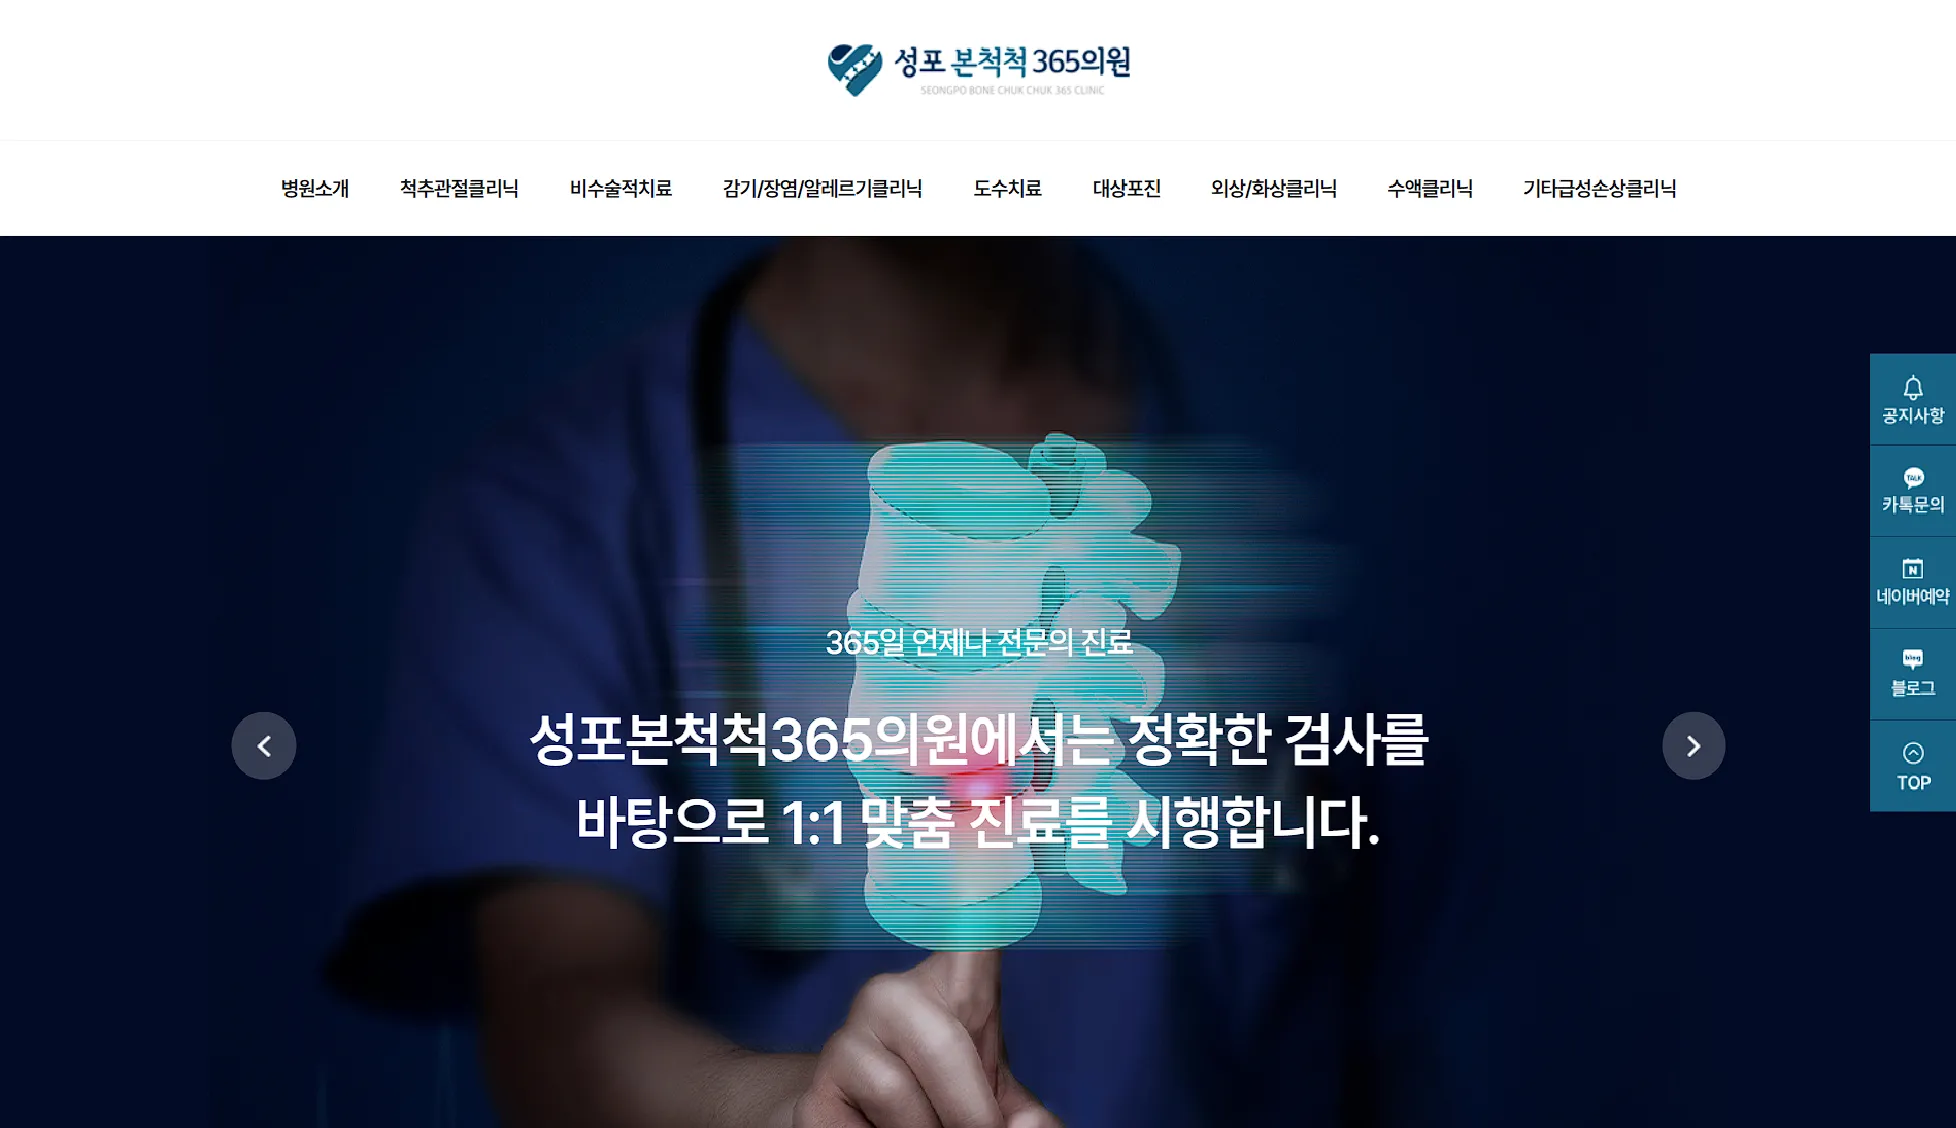 성포 본척척 365의원
SEONGPO BONE CHUK CHUK 365 CLINIC
병원소개 척추관절클리닉 비수술적치료 감기/장염/알레르기클리닉 도수치료 대상포진 외상/화상클리닉 수액클리닉 기타급성손상클리닉
공지사항
TALK
카톡문의
N
네이버예약
blog
블로그
TOP
365일 언제나 전문의 진료
성포본척척365의원에서는 정확한 검사를
바탕으로 1:1 맞춤 진료를 시행합니다.